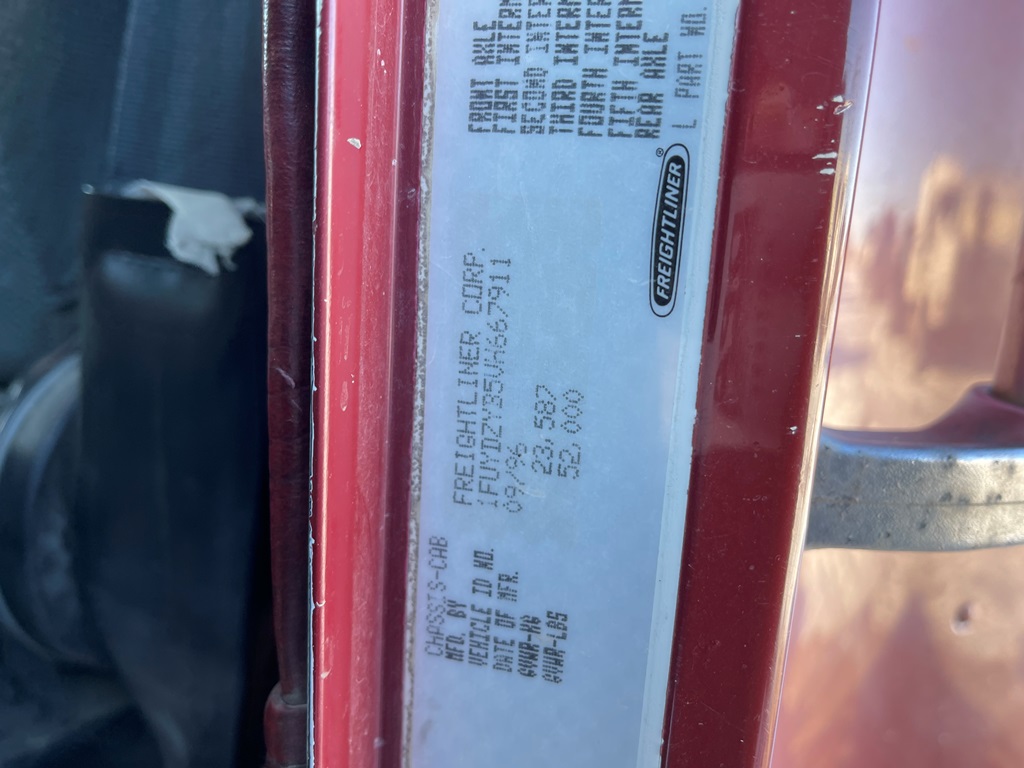 CHASSIS-CAB
MFD. BY FREIGHTLINER CORP.
VEHICLE ID NO. 1FUYDZYB5VH667911
DATE OF MFR. 09/96
GVWR-KG 23,587
GVWR-LBS 52,000
FRONT AXLE
FIRST INTERM
SECOND INTERM
THIRD INTERM
FOURTH INTERM
FIFTH INTERM
REAR AXLE
FREIGHTLINER®
L PART NO.